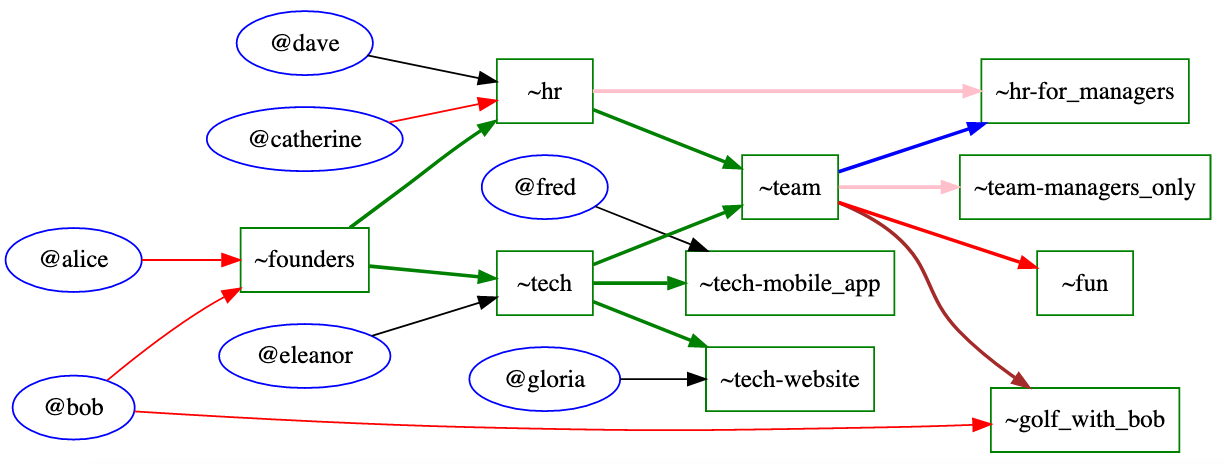 @dave
~hr
~hr-for_managers
@catherine
@fred
~team
~team-managers_only
@alice
~founders
~tech
~tech-mobile_app
~fun
@eleanor
@gloria
~tech-website
@bob
~golf_with_bob